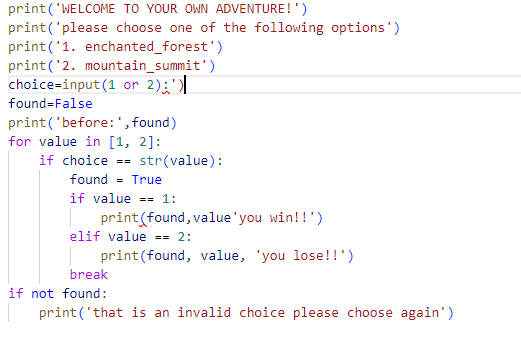 print('WELCOME TO YOUR OWN ADVENTURE!')
print('please choose one of the following options')
print('1. enchanted_forest')
print('2. mountain_summit')
choice=input(1 or 2):')
found=False
print('before:',found)
for value in [1, 2]:
    if choice == str(value):
        found = True
        if value == 1:
            print(found,value'you win!!')
        elif value == 2:
            print(found, value, 'you lose!!')
        break
if not found:
    print('that is an invalid choice please choose again')